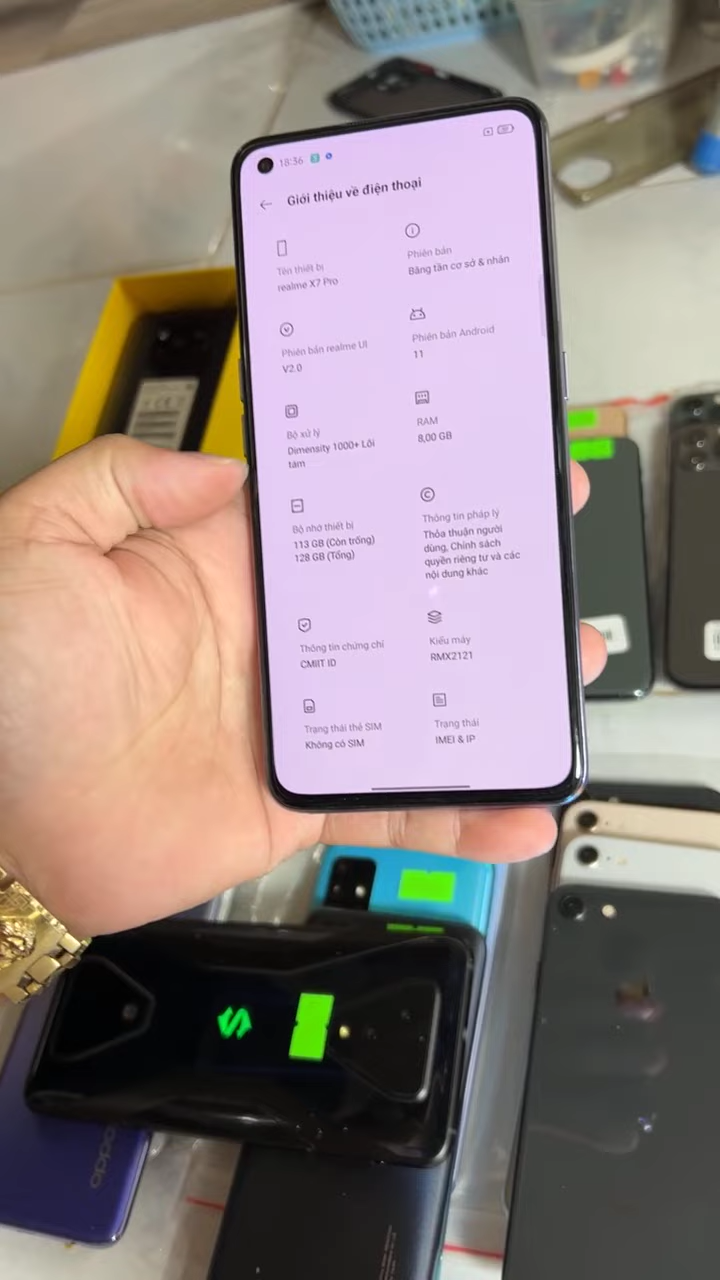 18:36
Giới thiệu về điện thoại
Tên thiết bị
realme X7 Pro
Phiên bản
Băng tần cơ sở & nhân
Phiên bản realme UI
V2.0
Phiên bản Android
11
Bộ xử lý
Dimensity 1000+ Lõi
tám
RAM
8,00 GB
Bộ nhớ thiết bị
113 GB (Còn trống)
128 GB (Tổng)
Thông tin pháp lý
Thỏa thuận người
dùng, Chính sách
quyền riêng tư và các
nội dung khác
Thông tin chứng chỉ
CMIIT ID
Kiểu máy
RMX2121
Trạng thái thẻ SIM
Không có SIM
Trạng thái
IMEI & IP
oppo